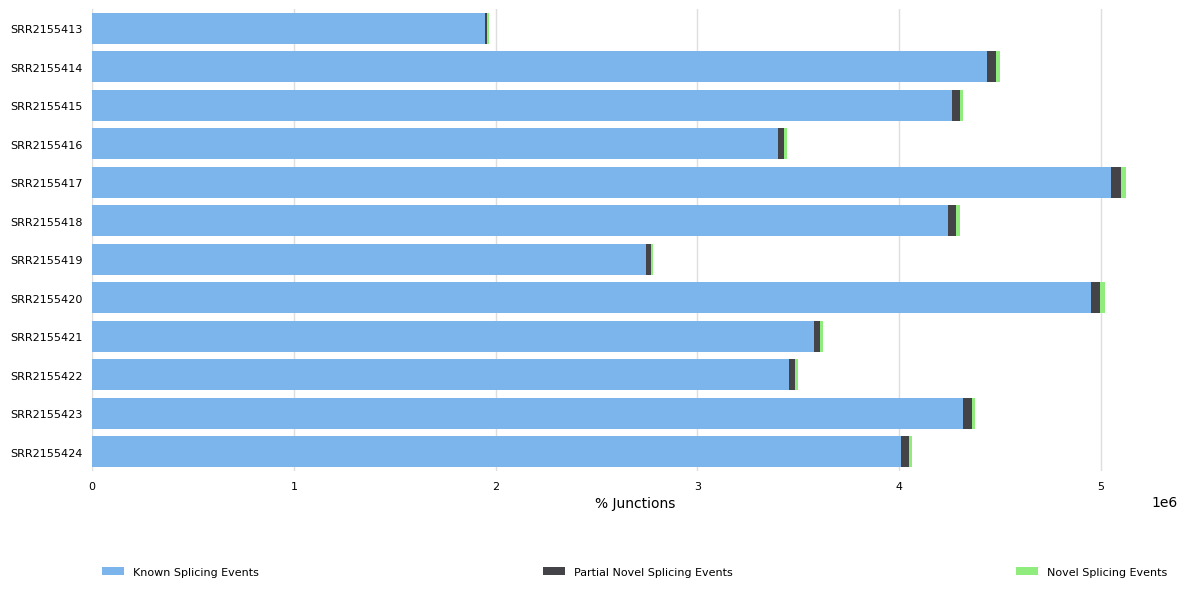 SRR2155413
SRR2155414
SRR2155415
SRR2155416
SRR2155417
SRR2155418
SRR2155419
SRR2155420
SRR2155421
SRR2155422
SRR2155423
SRR2155424
0 1 2 3 4 5
% Junctions
1e6
Known Splicing Events Partial Novel Splicing Events Novel Splicing Events